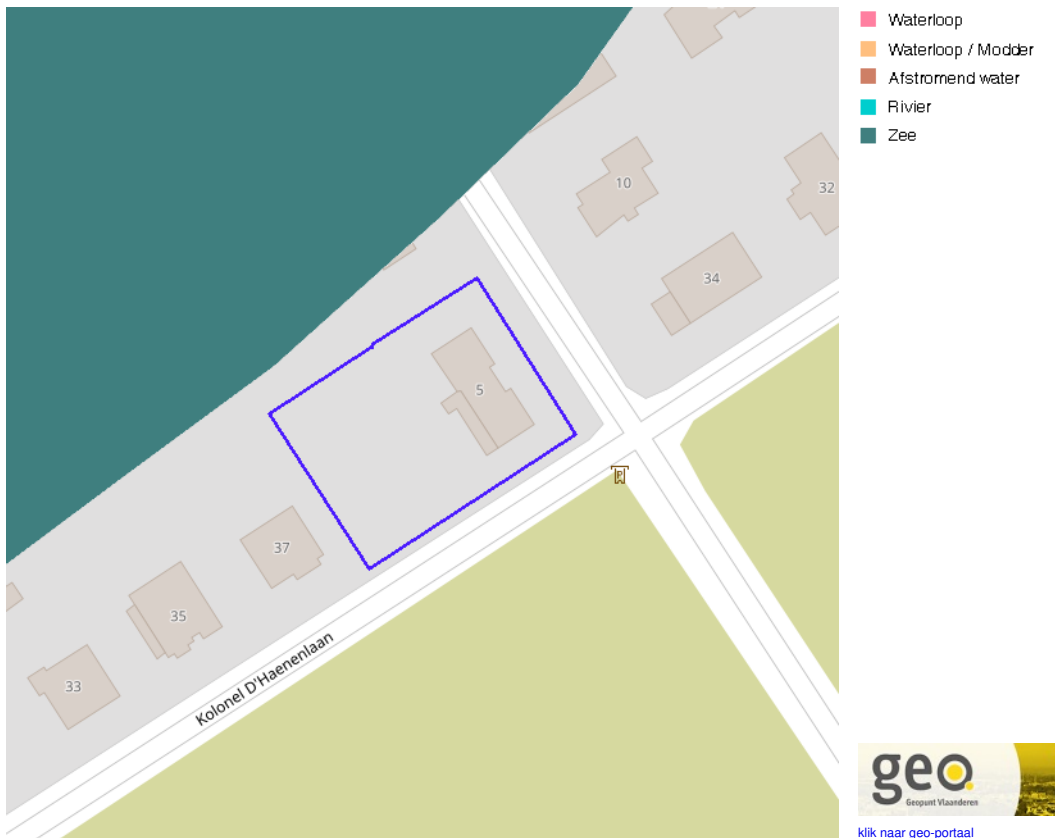 Waterloop
Waterloop / Modder
Afstromend water
Rivier
Zee
10
32
34
5
P
37
35
33
Kolonel D'Haenenlaan
geo.
Geopunt Vlaanderen
klik naar geo-portaal